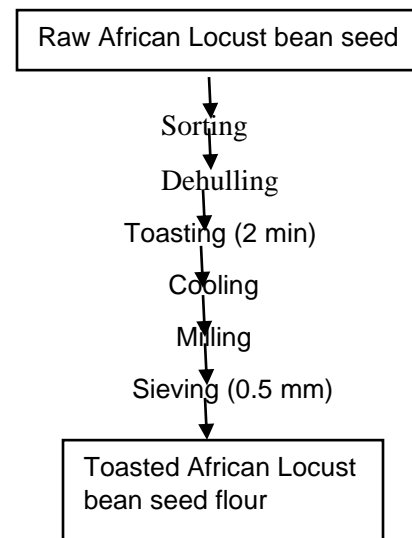 Raw African Locust bean seed
Sorting
Dehulling
Toasting (2 min)
Cooling
Milling
Sieving (0.5 mm)
Toasted African Locust
bean seed flour